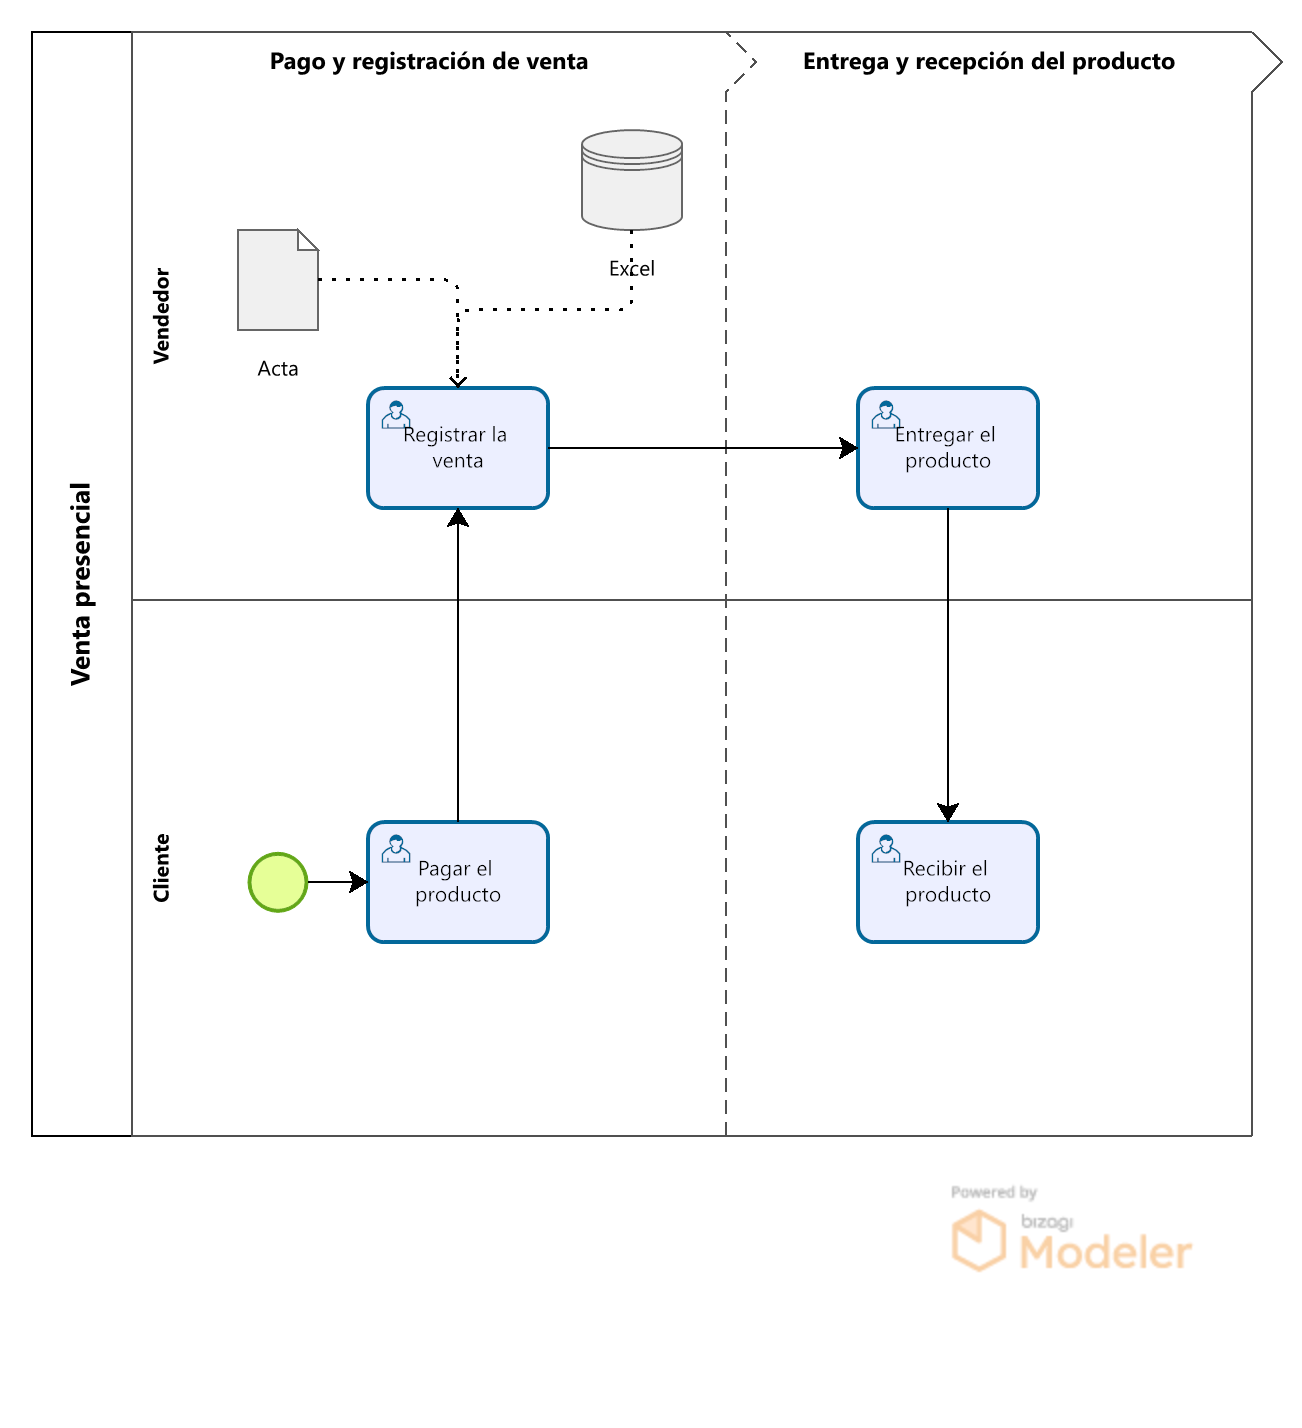 Pago y registración de venta
Entrega y recepción del producto
Venta presencial
Vendedor
Excel
Acta
Registrar la
venta
Entregar el
producto
Cliente
Pagar el
producto
Recibir el
producto
Powered by
bizagi
Modeler